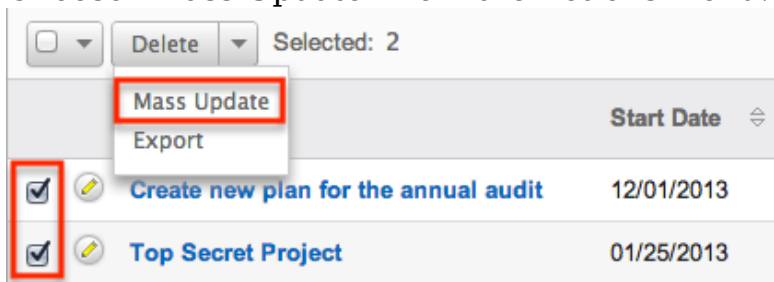 Delete Selected: 2
Mass Update
Start Date
Export
Create new plan for the annual audit 12/01/2013
Top Secret Project 01/25/2013